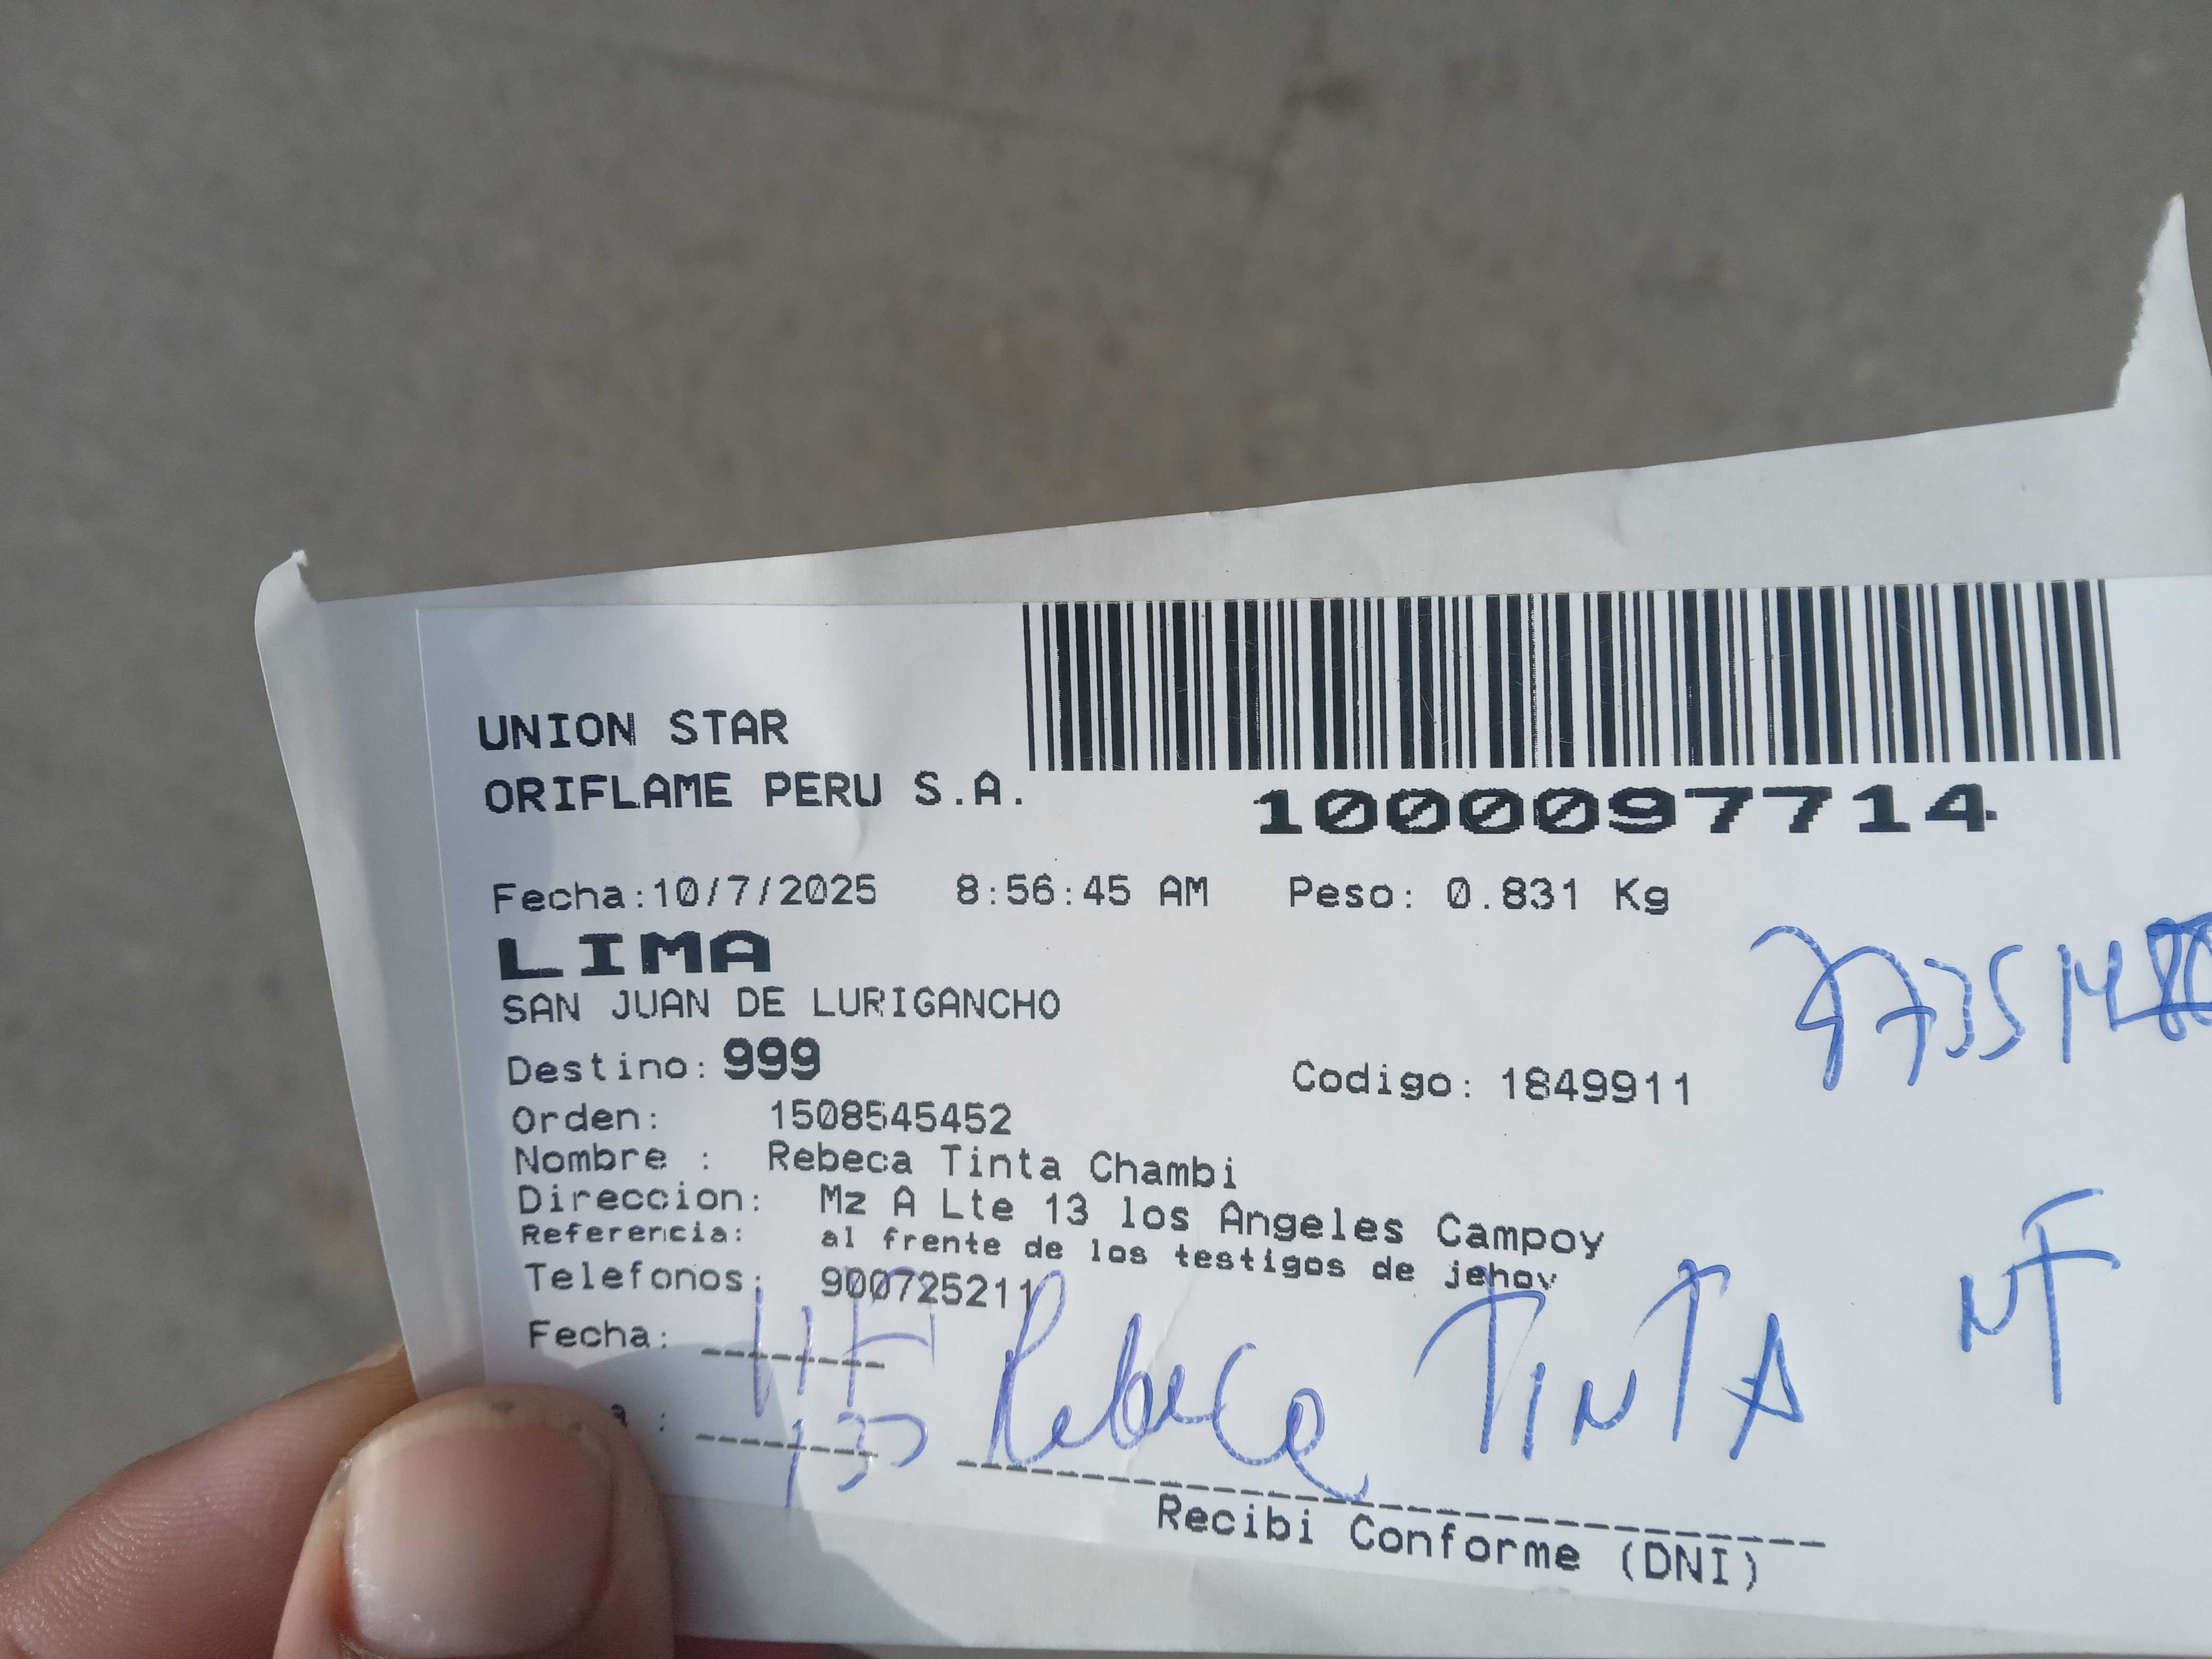 UNION STAR
ORIFLAME PERU S.A.
1000097714
Fecha:10/7/2025 8:56:45 AM Peso: 0.831 Kg
LIMA
SAN JUAN DE LURIGANCHO
Destino: 999
Codigo: 1849911
Orden: 1508545452
Nombre : Rebeca Tinta Chambi
Direccion: Mz A Lte 13 los Angeles Campoy
Referencia: al frente de los testigos de jehov
Telefonos: 900725211
Fecha:
Rebeca TINTA
Recibi Conforme (DNI)